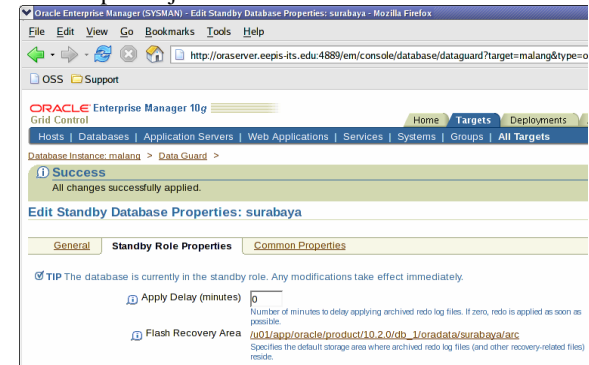 Oracle Enterprise Manager (SYSMAN) - Edit Standby Database Properties: surabaya - Mozilla Firefox
File Edit View Go Bookmarks Tools Help
http://oraserver.eepis-its.edu:4889/em/console/database/dataguard?target=malang&type=o
OSS Support
ORACLE Enterprise Manager 10g
Grid Control
Home Targets Deployments
Hosts | Databases | Application Servers | Web Applications | Services | Systems | Groups | All Targets
Database Instance: malang > Data Guard >
Success
All changes successfully applied.
Edit Standby Database Properties: surabaya
General Standby Role Properties Common Properties
TIP The database is currently in the standby role. Any modifications take effect immediately.
Apply Delay (minutes) 0
Number of minutes to delay applying archived redo log files. If zero, redo is applied as soon as
possible.
Flash Recovery Area /u01/app/oracle/product/10.2.0/db_1/oradata/surabaya/arc
Specifies the default storage area where archived redo log files (and other recovery-related files)
reside.